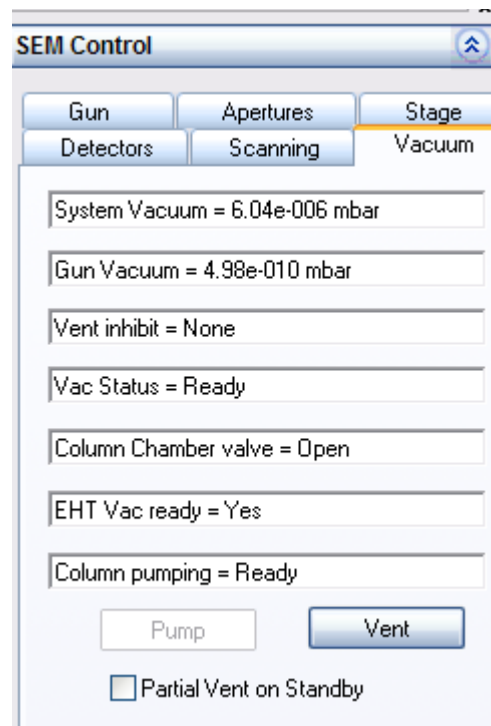 SEM Control
Gun Apertures Stage
Detectors Scanning Vacuum
System Vacuum = 6.04e-006 mbar
Gun Vacuum = 4.98e-010 mbar
Vent inhibit = None
Vac Status = Ready
Column Chamber valve = Open
EHT Vac ready = Yes
Column pumping = Ready
Pump Vent
Partial Vent on Standby